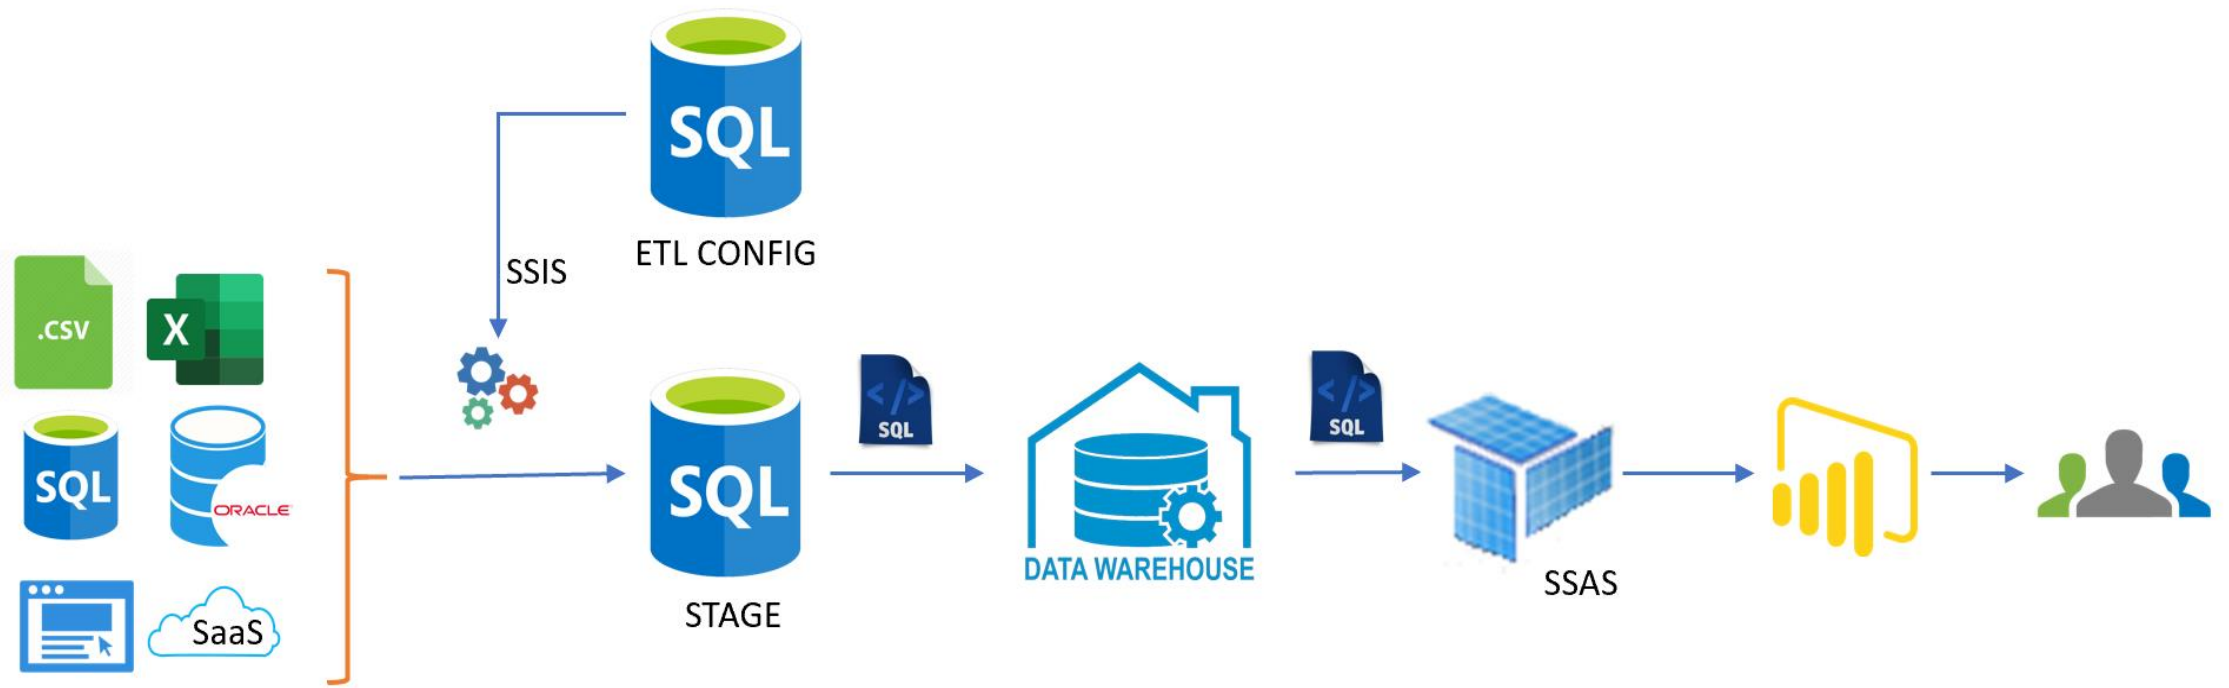 SQL
ETL CONFIG
SSIS
.CSV
X
SQL
ORACLE
SaaS
SQL
STAGE
</>
SQL
DATA WAREHOUSE
</>
SQL
SSAS